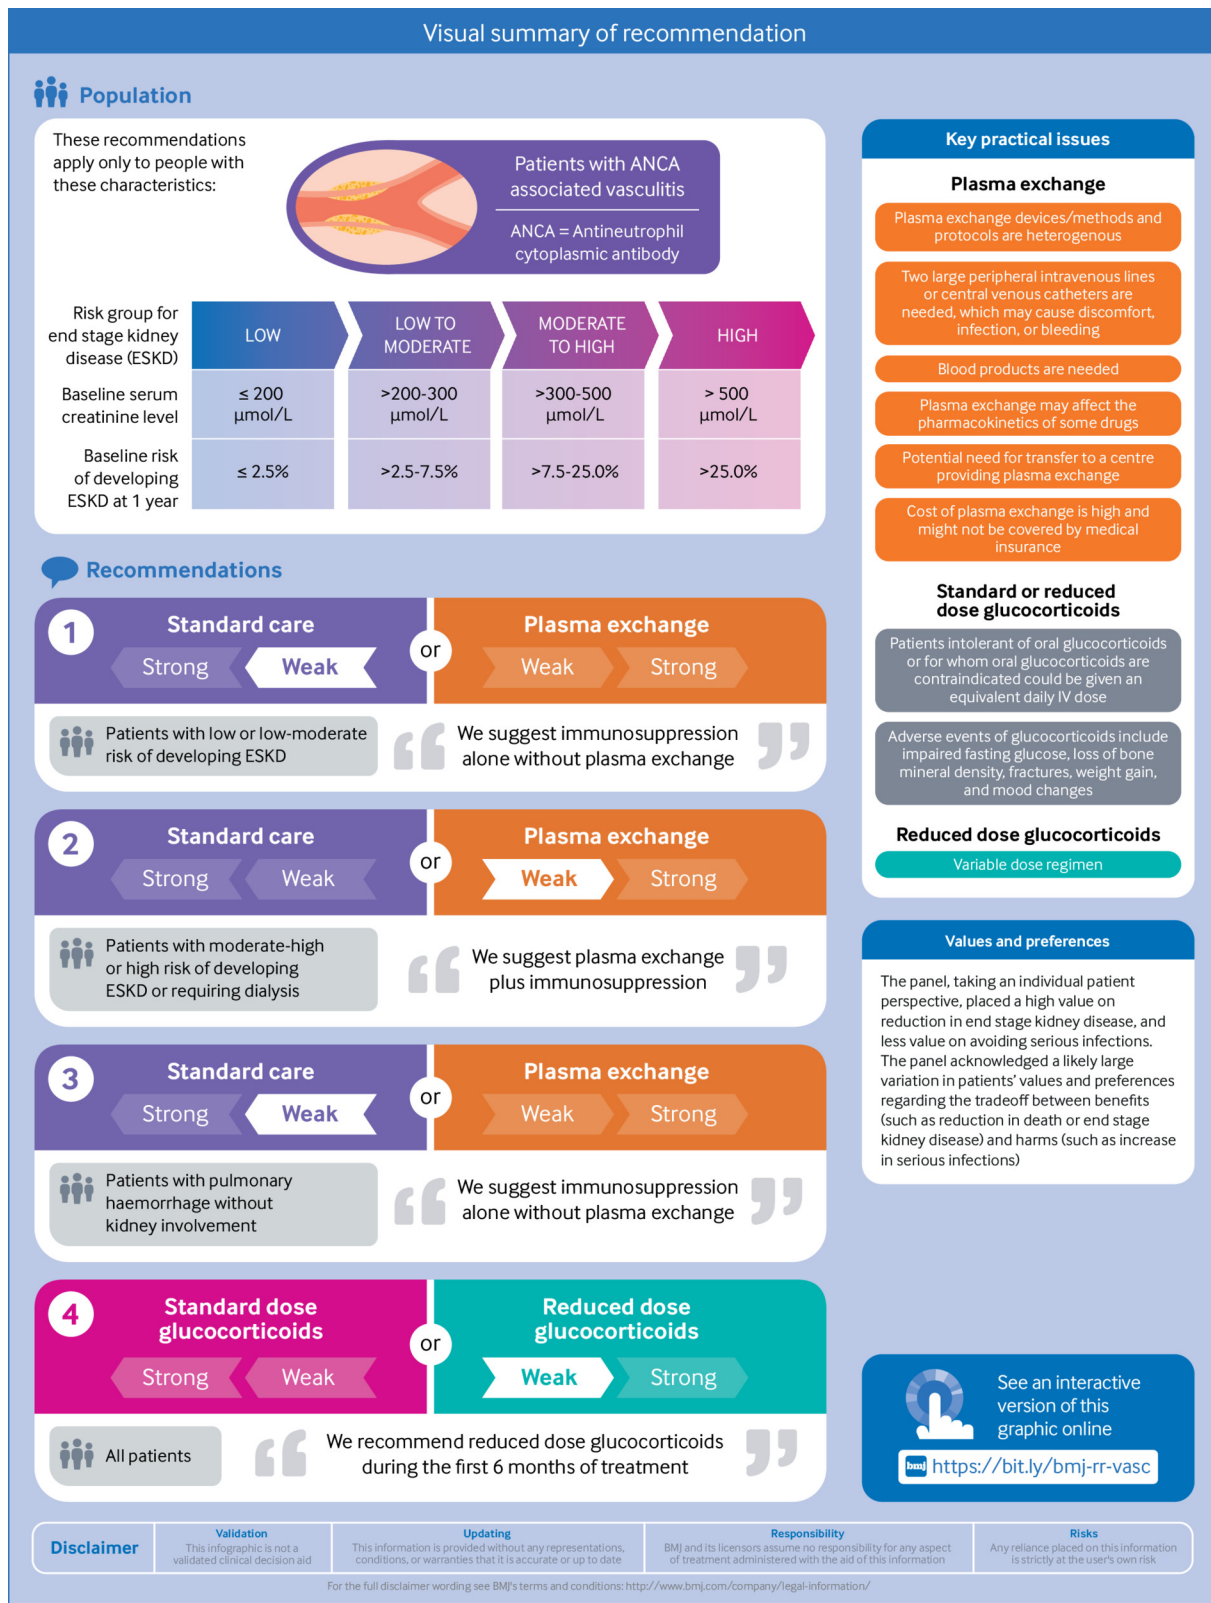 Visual summary of recommendation
Population
These recommendations
apply only to people with
these characteristics:
Patients with ANCA
associated vasculitis
ANCA = Antineutrophil
cytoplasmic antibody
Risk group for
end stage kidney
disease (ESKD)
LOW
LOW TO
MODERATE
MODERATE
TO HIGH
HIGH
Baseline serum
creatinine level
≤ 200
µmol/L
>200-300
µmol/L
>300-500
µmol/L
> 500
µmol/L
Baseline risk
of developing
ESKD at 1 year
≤ 2.5%
>2.5-7.5%
>7.5-25.0%
>25.0%
Recommendations
1
Standard care
Strong
Weak
or
Plasma exchange
Weak
Strong
Patients with low or low-moderate
risk of developing ESKD
We suggest immunosuppression
alone without plasma exchange
2
Standard care
Strong
Weak
or
Plasma exchange
Weak
Strong
Patients with moderate-high
or high risk of developing
ESKD or requiring dialysis
We suggest plasma exchange
plus immunosuppression
3
Standard care
Strong
Weak
or
Plasma exchange
Weak
Strong
Patients with pulmonary
haemorrhage without
kidney involvement
We suggest immunosuppression
alone without plasma exchange
4
Standard dose
glucocorticoids
Strong
Weak
or
Reduced dose
glucocorticoids
Weak
Strong
All patients
We recommend reduced dose glucocorticoids
during the first 6 months of treatment
Key practical issues
Plasma exchange
Plasma exchange devices/methods and
protocols are heterogenous
Two large peripheral intravenous lines
or central venous catheters are
needed, which may cause discomfort,
infection, or bleeding
Blood products are needed
Plasma exchange may affect the
pharmacokinetics of some drugs
Potential need for transfer to a centre
providing plasma exchange
Cost of plasma exchange is high and
might not be covered by medical
insurance
Standard or reduced
dose glucocorticoids
Patients intolerant of oral glucocorticoids
or for whom oral glucocorticoids are
contraindicated could be given an
equivalent daily IV dose
Adverse events of glucocorticoids include
impaired fasting glucose, loss of bone
mineral density, fractures, weight gain,
and mood changes
Reduced dose glucocorticoids
Variable dose regimen
Values and preferences
The panel, taking an individual patient
perspective, placed a high value on
reduction in end stage kidney disease, and
less value on avoiding serious infections.
The panel acknowledged a likely large
variation in patients' values and preferences
regarding the tradeoff between benefits
(such as reduction in death or end stage
kidney disease) and harms (such as increase
in serious infections)
See an interactive
version of this
graphic online
bmj https://bit.ly/bmj-rr-vasc
Disclaimer
Validation
This infographic is not a
validated clinical decision aid
Updating
This information is provided without any representations,
conditions, or warranties that it is accurate or up to date
Responsibility
BMJ and its licensors assume no responsibility for any aspect
of treatment administered with the aid of this information
Risks
Any reliance placed on this information
is strictly at the user's own risk
For the full disclaimer wording see BMJ's terms and conditions: http://www.bmj.com/company/legal-information/